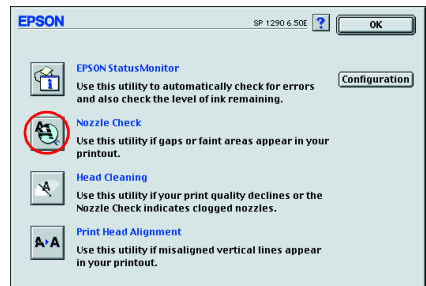 EPSON
SP 1290 6.50E
?
OK
EPSON StatusMonitor
Use this utility to automatically check for errors
and also check the level of ink remaining.
Configuration
Nozzle Check
Use this utility if gaps or faint areas appear in your
printout.
Head Cleaning
Use this utility if your print quality declines or the
Nozzle Check indicates clogged nozzles.
Print Head Alignment
Use this utility if misaligned vertical lines appear
in your printout.